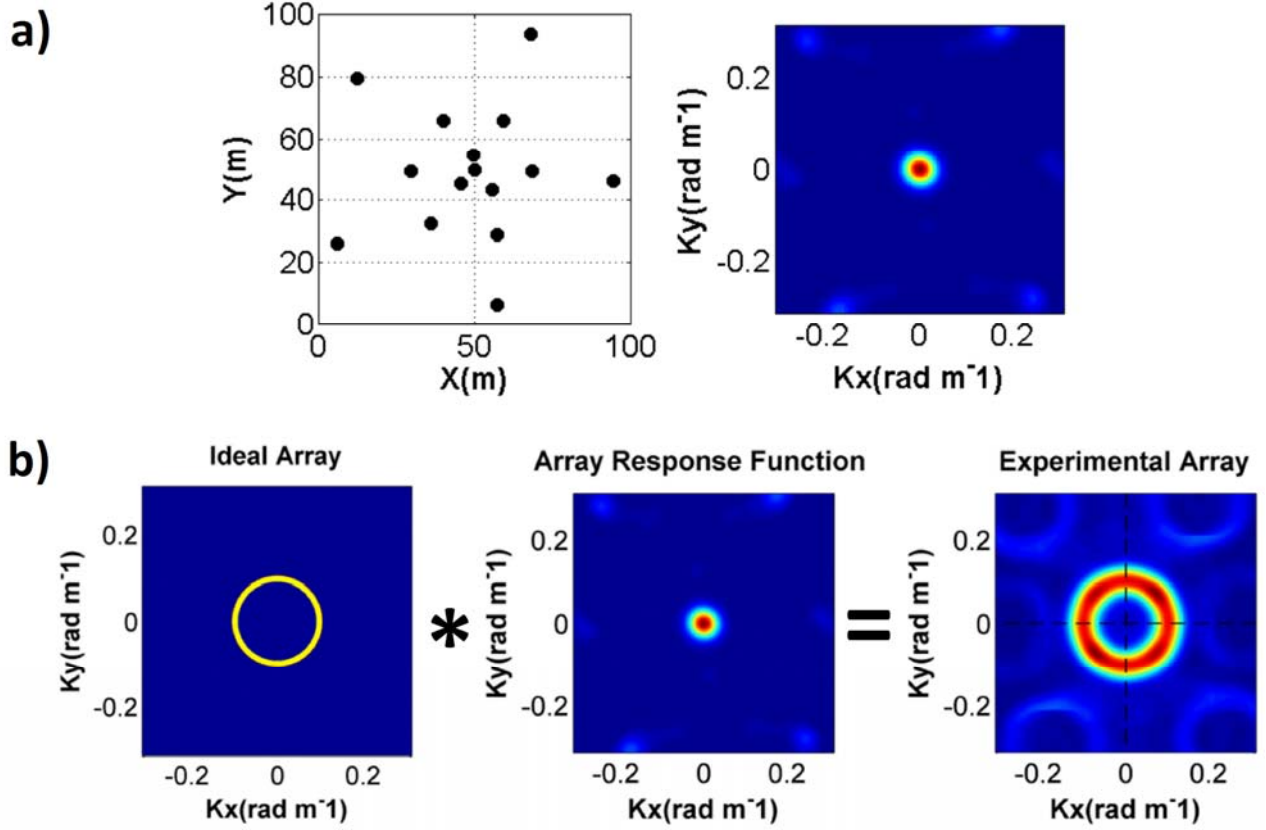 a)
100
80
60
40
20
0
Y(m)
0 50 100
X(m)
0.2
0
-0.2
Ky(rad m-1)
-0.2 0 0.2
Kx(rad m-1)
b)
Ideal Array
0.2
0
-0.2
Ky(rad m-1)
-0.2 0 0.2
Kx(rad m-1)
*
Array Response Function
0.2
0
-0.2
Ky(rad m-1)
-0.2 0 0.2
Kx(rad m-1)
=
Experimental Array
0.2
0
-0.2
Ky(rad m-1)
-0.2 0 0.2
Kx(rad m-1)